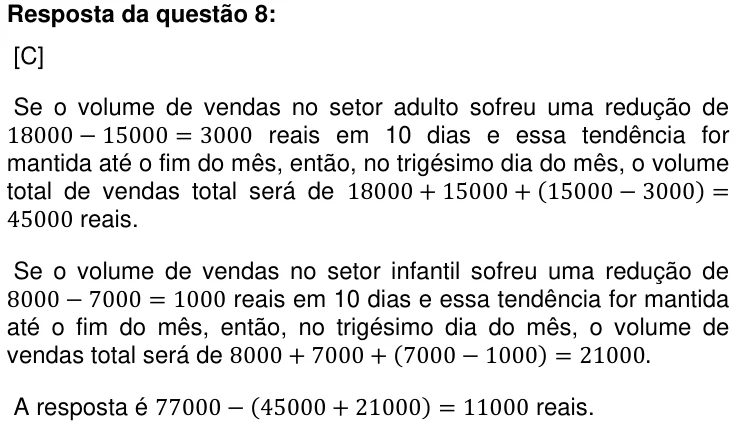 Resposta da questão 8:
[C]
Se o volume de vendas no setor adulto sofreu uma redução de
18000 − 15000 = 3000 reais em 10 dias e essa tendência for
mantida até o fim do mês, então, no trigésimo dia do mês, o volume
total de vendas total será de 18000 + 15000 + (15000 − 3000) =
45000 reais.
Se o volume de vendas no setor infantil sofreu uma redução de
8000 − 7000 = 1000 reais em 10 dias e essa tendência for mantida
até o fim do mês, então, no trigésimo dia do mês, o volume de
vendas total será de 8000 + 7000 + (7000 − 1000) = 21000.
A resposta é 77000 − (45000 + 21000) = 11000 reais.